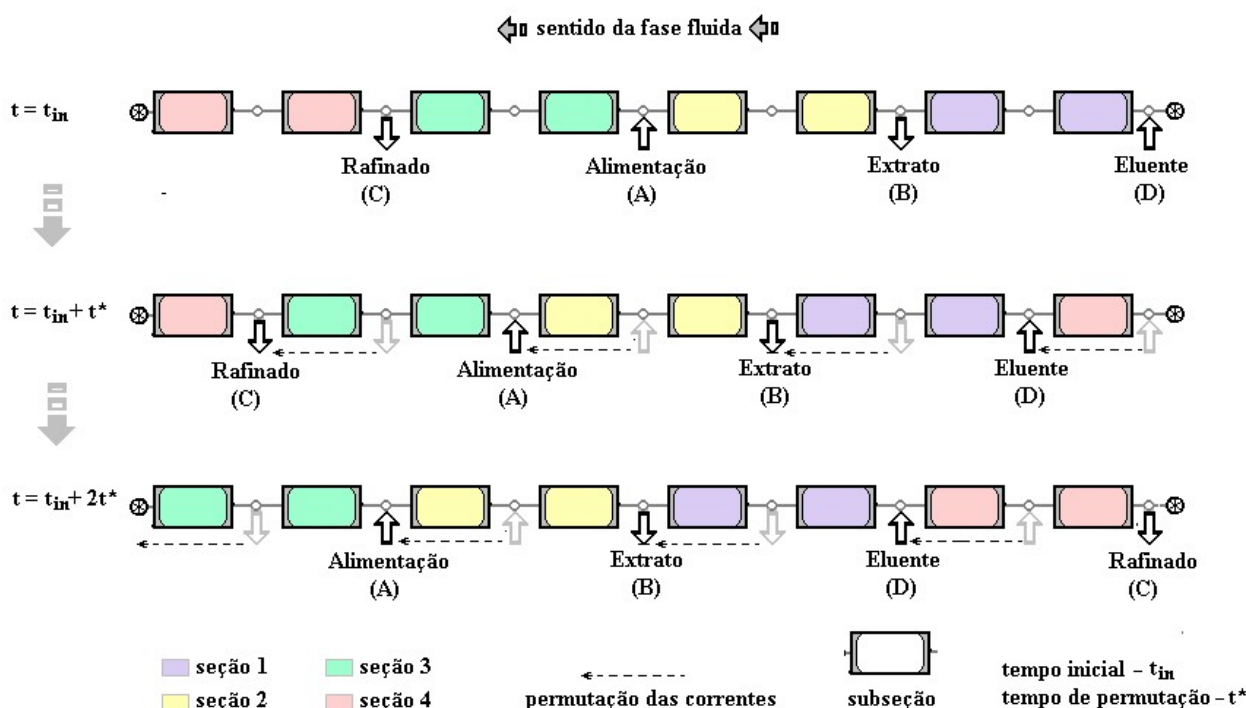 sentido da fase fluida
t = t_in
Rafinado
(C)
Alimentação
(A)
Extrato
(B)
Eluente
(D)
t = t_in + t*
Rafinado
(C)
Alimentação
(A)
Extrato
(B)
Eluente
(D)
t = t_in + 2t*
Alimentação
(A)
Extrato
(B)
Eluente
(D)
Rafinado
(C)
seção 1
seção 3
seção 2
seção 4
permutação das correntes
subseção
tempo inicial - t_in
tempo de permutação - t*